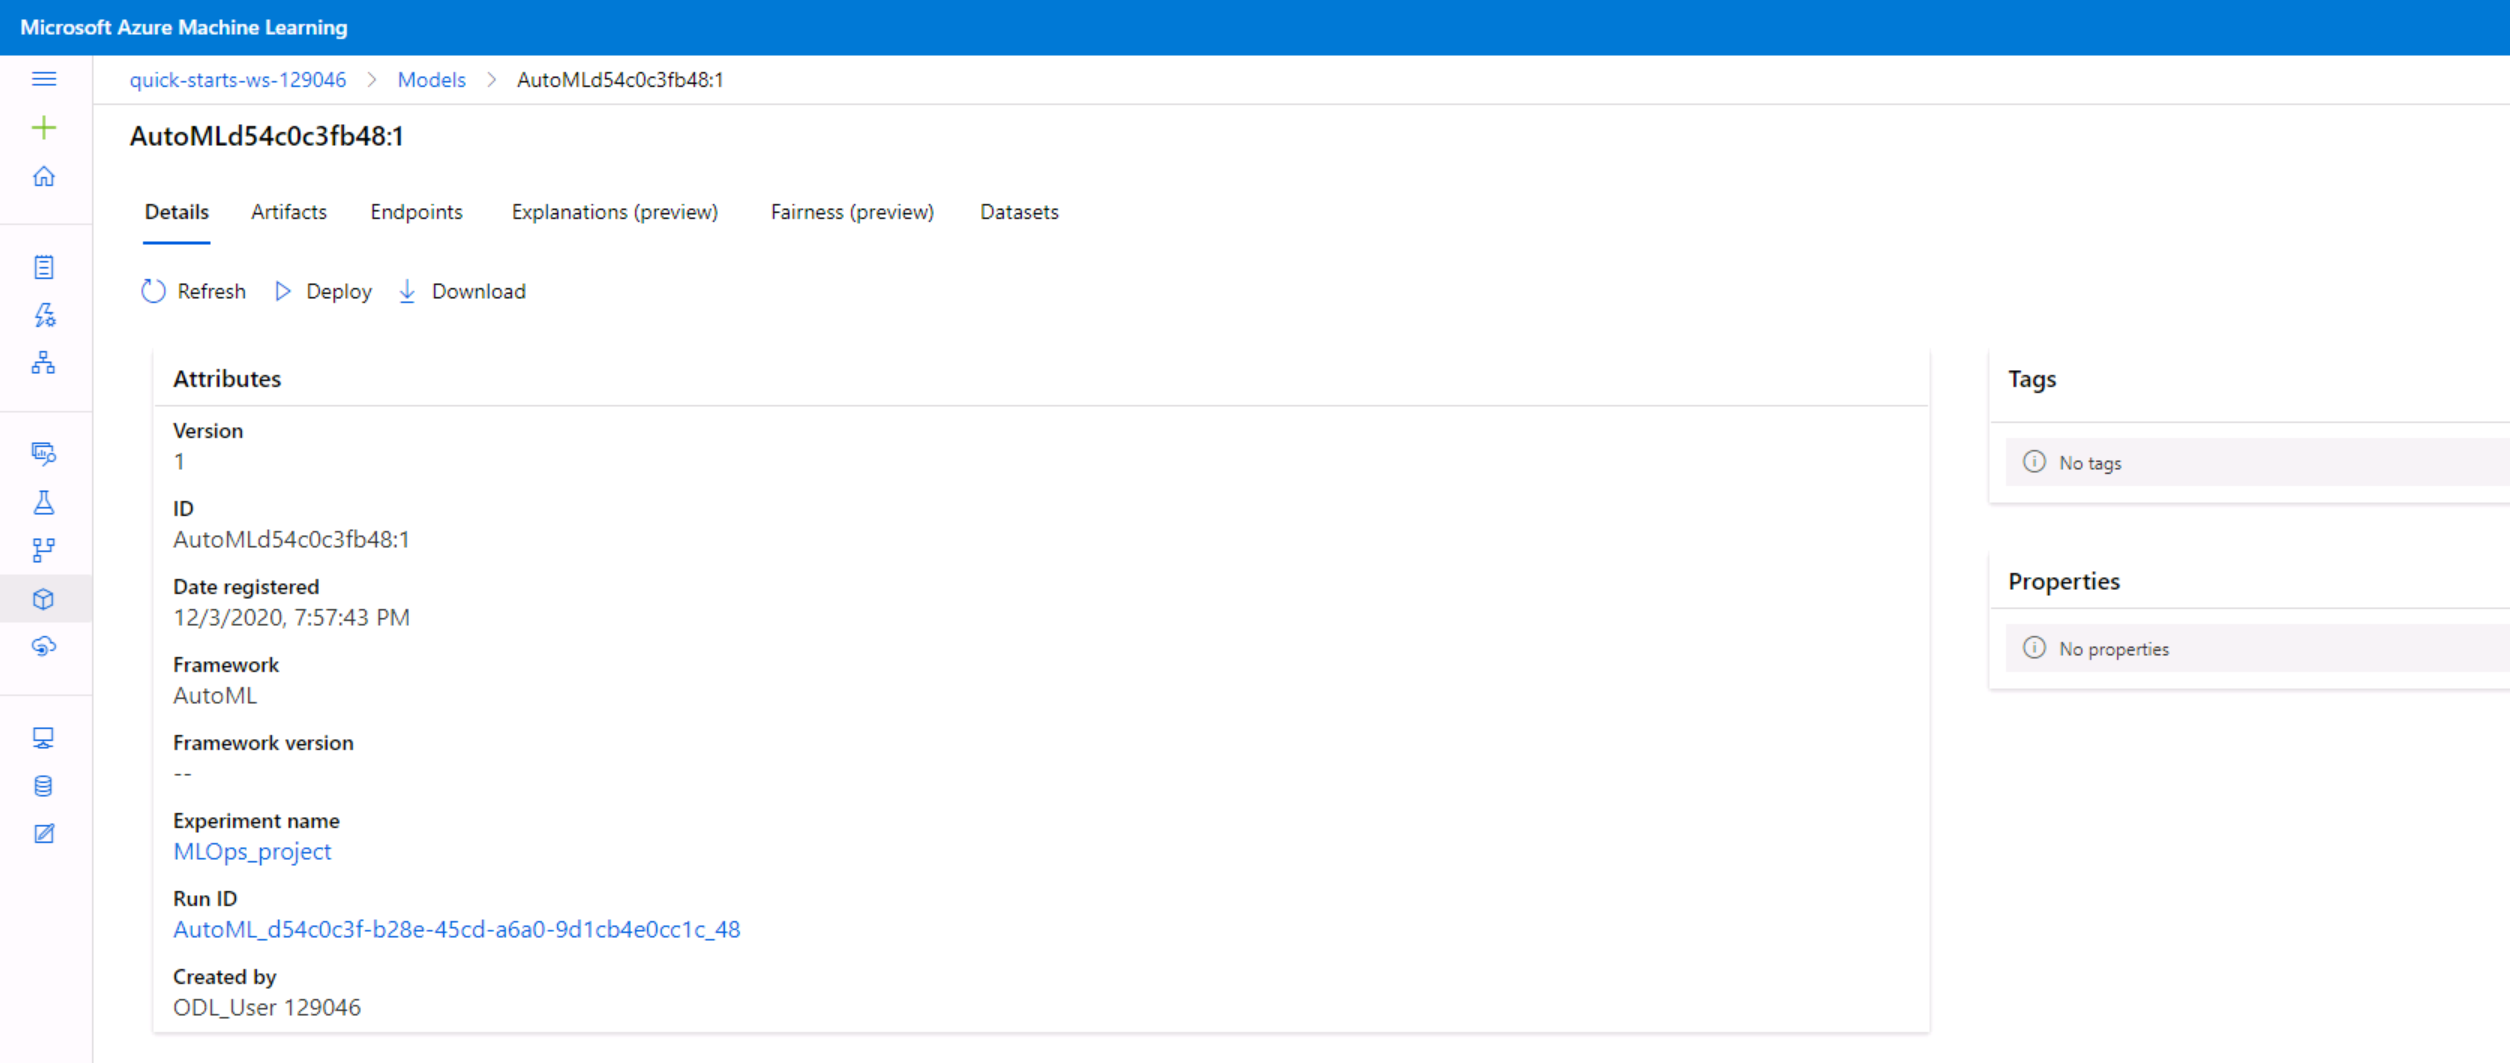 Microsoft Azure Machine Learning
quick-starts-ws-129046 > Models > AutoMLd54c0c3fb48:1
AutoMLd54c0c3fb48:1
Details Artifacts Endpoints Explanations (preview) Fairness (preview) Datasets
Refresh Deploy Download
Attributes
Version
1
ID
AutoMLd54c0c3fb48:1
Date registered
12/3/2020, 7:57:43 PM
Framework
AutoML
Framework version
--
Experiment name
MLOps_project
Run ID
AutoML_d54c0c3f-b28e-45cd-a6a0-9d1cb4e0cc1c_48
Created by
ODL_User 129046
Tags
No tags
Properties
No properties